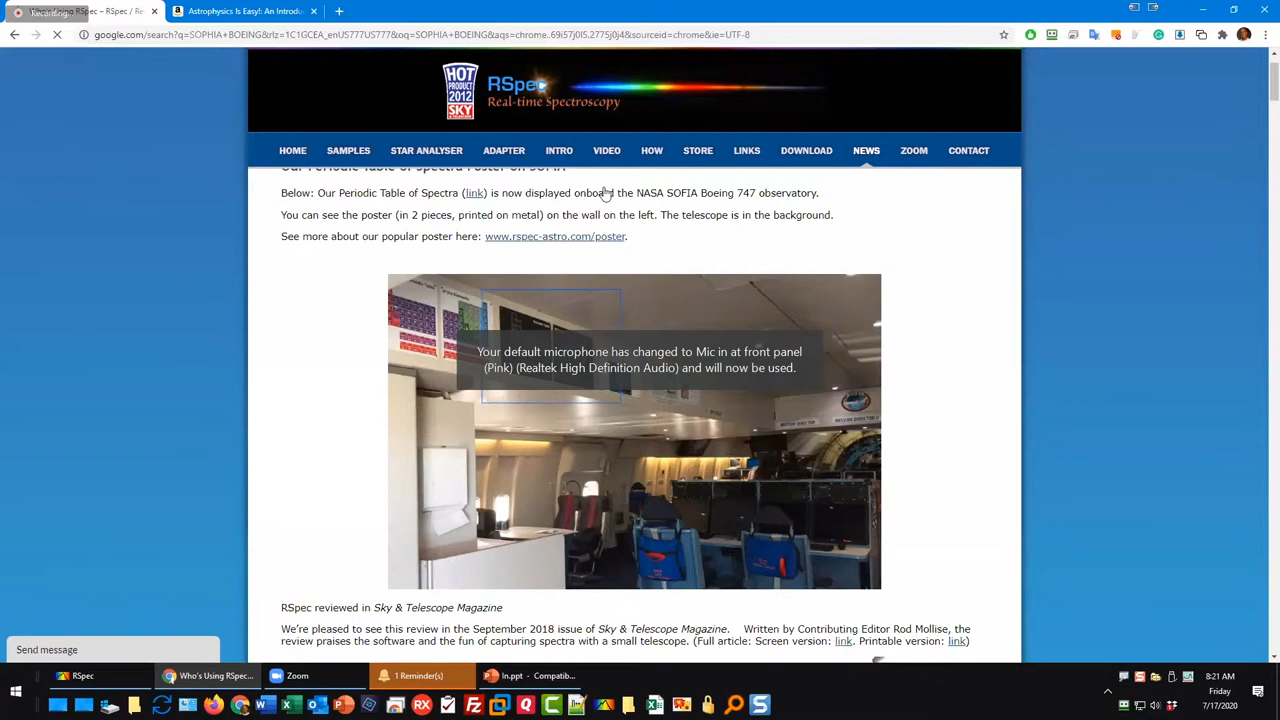 Recording...
Who's Using RSpec – RSpec / Re
Astrophysics Is Easy!: An Introduc
google.com/search?q=SOPHIA+BOEING&rlz=1C1GCEA_enUS777US777&oq=SOPHIA+BOEING&aqs=chrome..69i57j0l5.2775j0j4&sourceid=chrome&ie=UTF-8
HOT
PRODUCT
2012
SKY
RSpec
Real-time Spectroscopy
HOME SAMPLES STAR ANALYSER ADAPTER INTRO VIDEO HOW STORE LINKS DOWNLOAD NEWS ZOOM CONTACT
Our Periodic Table of Spectra Poster on SOFIA
Below: Our Periodic Table of Spectra (link) is now displayed onboard the NASA SOFIA Boeing 747 observatory.
You can see the poster (in 2 pieces, printed on metal) on the wall on the left. The telescope is in the background.
See more about our popular poster here: www.rspec-astro.com/poster.
Your default microphone has changed to Mic in at front panel
(Pink) (Realtek High Definition Audio) and will now be used.
MISSION DIRECTOR
RSpec reviewed in Sky & Telescope Magazine
We're pleased to see this review in the September 2018 issue of Sky & Telescope Magazine. Written by Contributing Editor Rod Mollise, the
review praises the software and the fun of capturing spectra with a small telescope. (Full article: Screen version: link. Printable version: link)
Send message
RSpec
Who's Using RSpec...
Zoom
1 Reminder(s)
In.ppt - Compatib...
8:21 AM
Friday
7/17/2020